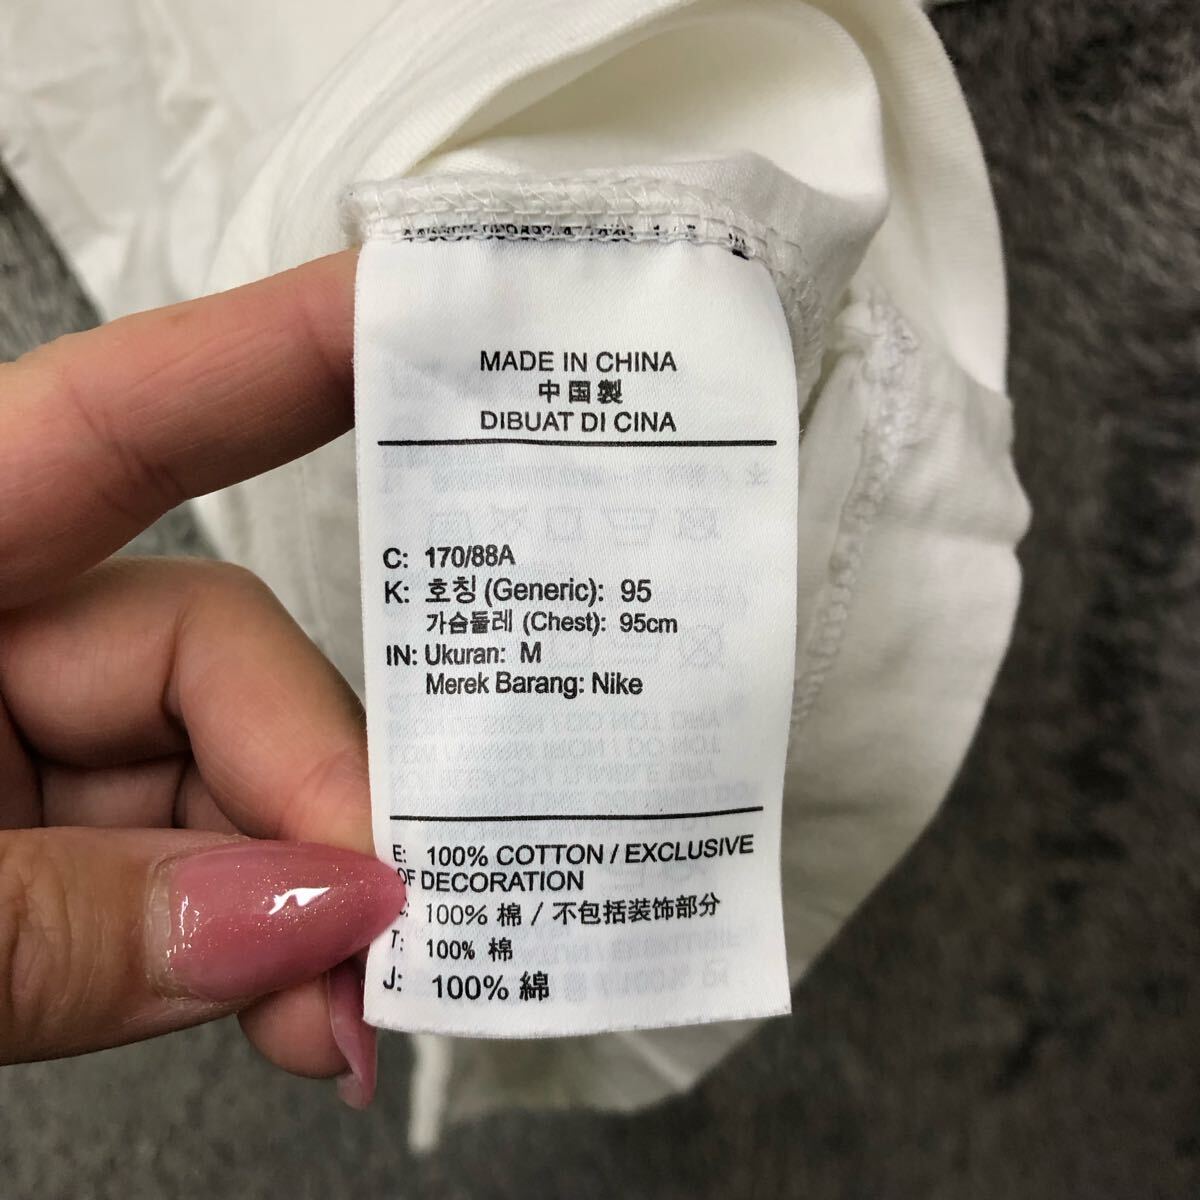 MADE IN CHINA
中国製
DIBUAT DI CINA
C: 170/88A
K: 호칭 (Generic): 95
가슴둘레 (Chest): 95cm
IN: Ukuran: M
Merek Barang: Nike
E: 100% COTTON / EXCLUSIVE
OF DECORATION
100% 棉 / 不包括装饰部分
T: 100% 棉
J: 100% 綿